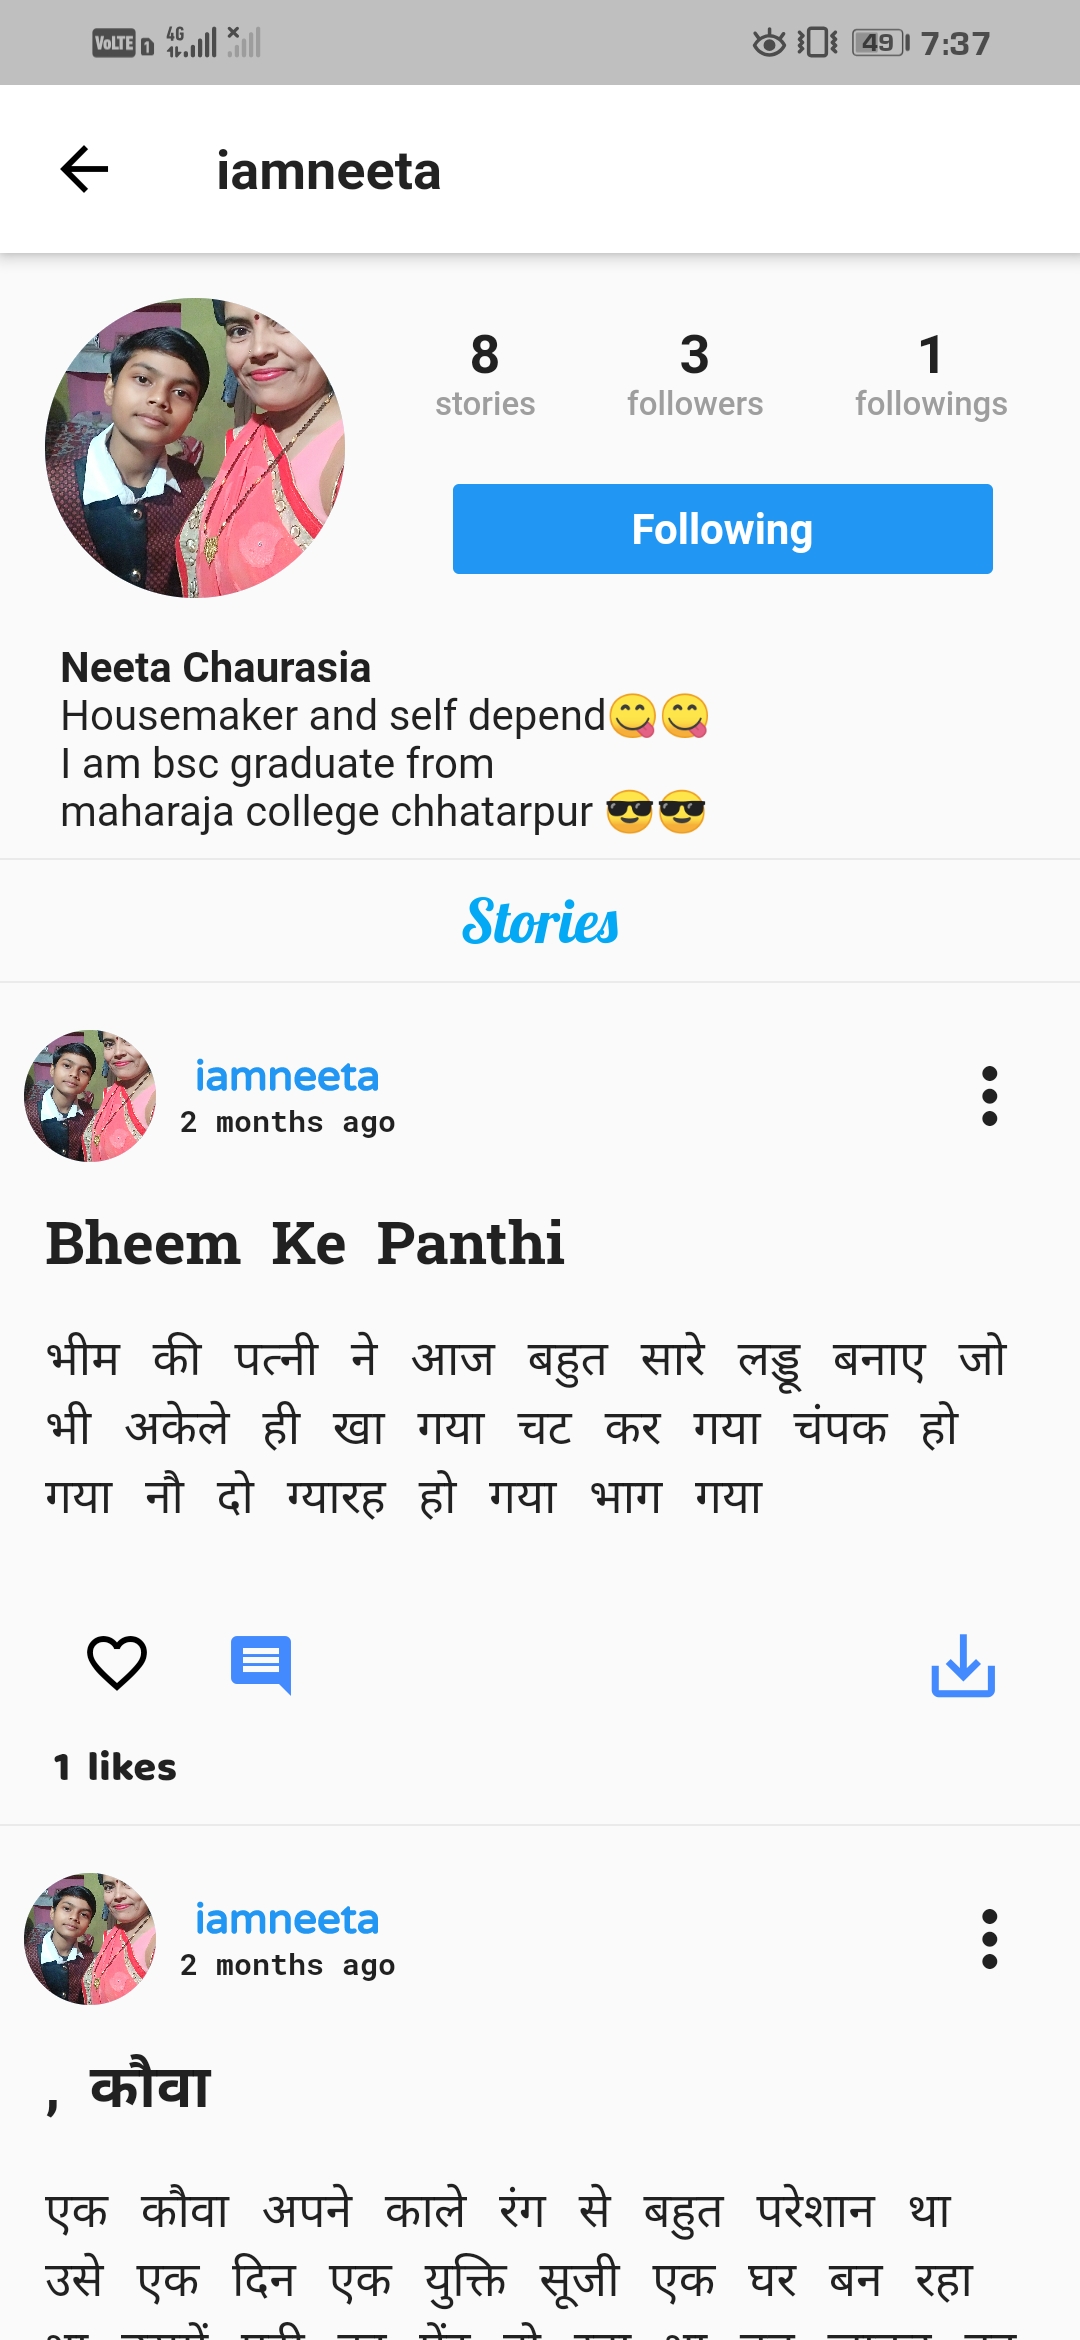 VoLTE 1 4G 49 7:37
iamneeta
8 3 1
stories followers followings
Following
Neeta Chaurasia
Housemaker and self depend😋😋
I am bsc graduate from
maharaja college chhatarpur 😎😎
Stories
iamneeta
2 months ago
Bheem Ke Panthi
भीम की पत्नी ने आज बहुत सारे लड्डू बनाए जो
भी अकेले ही खा गया चट कर गया चंपक हो
गया नौ दो ग्यारह हो गया भाग गया
1 likes
iamneeta
2 months ago
, कौवा
एक कौवा अपने काले रंग से बहुत परेशान था
उसे एक दिन एक युक्ति सूजी एक घर बन रहा